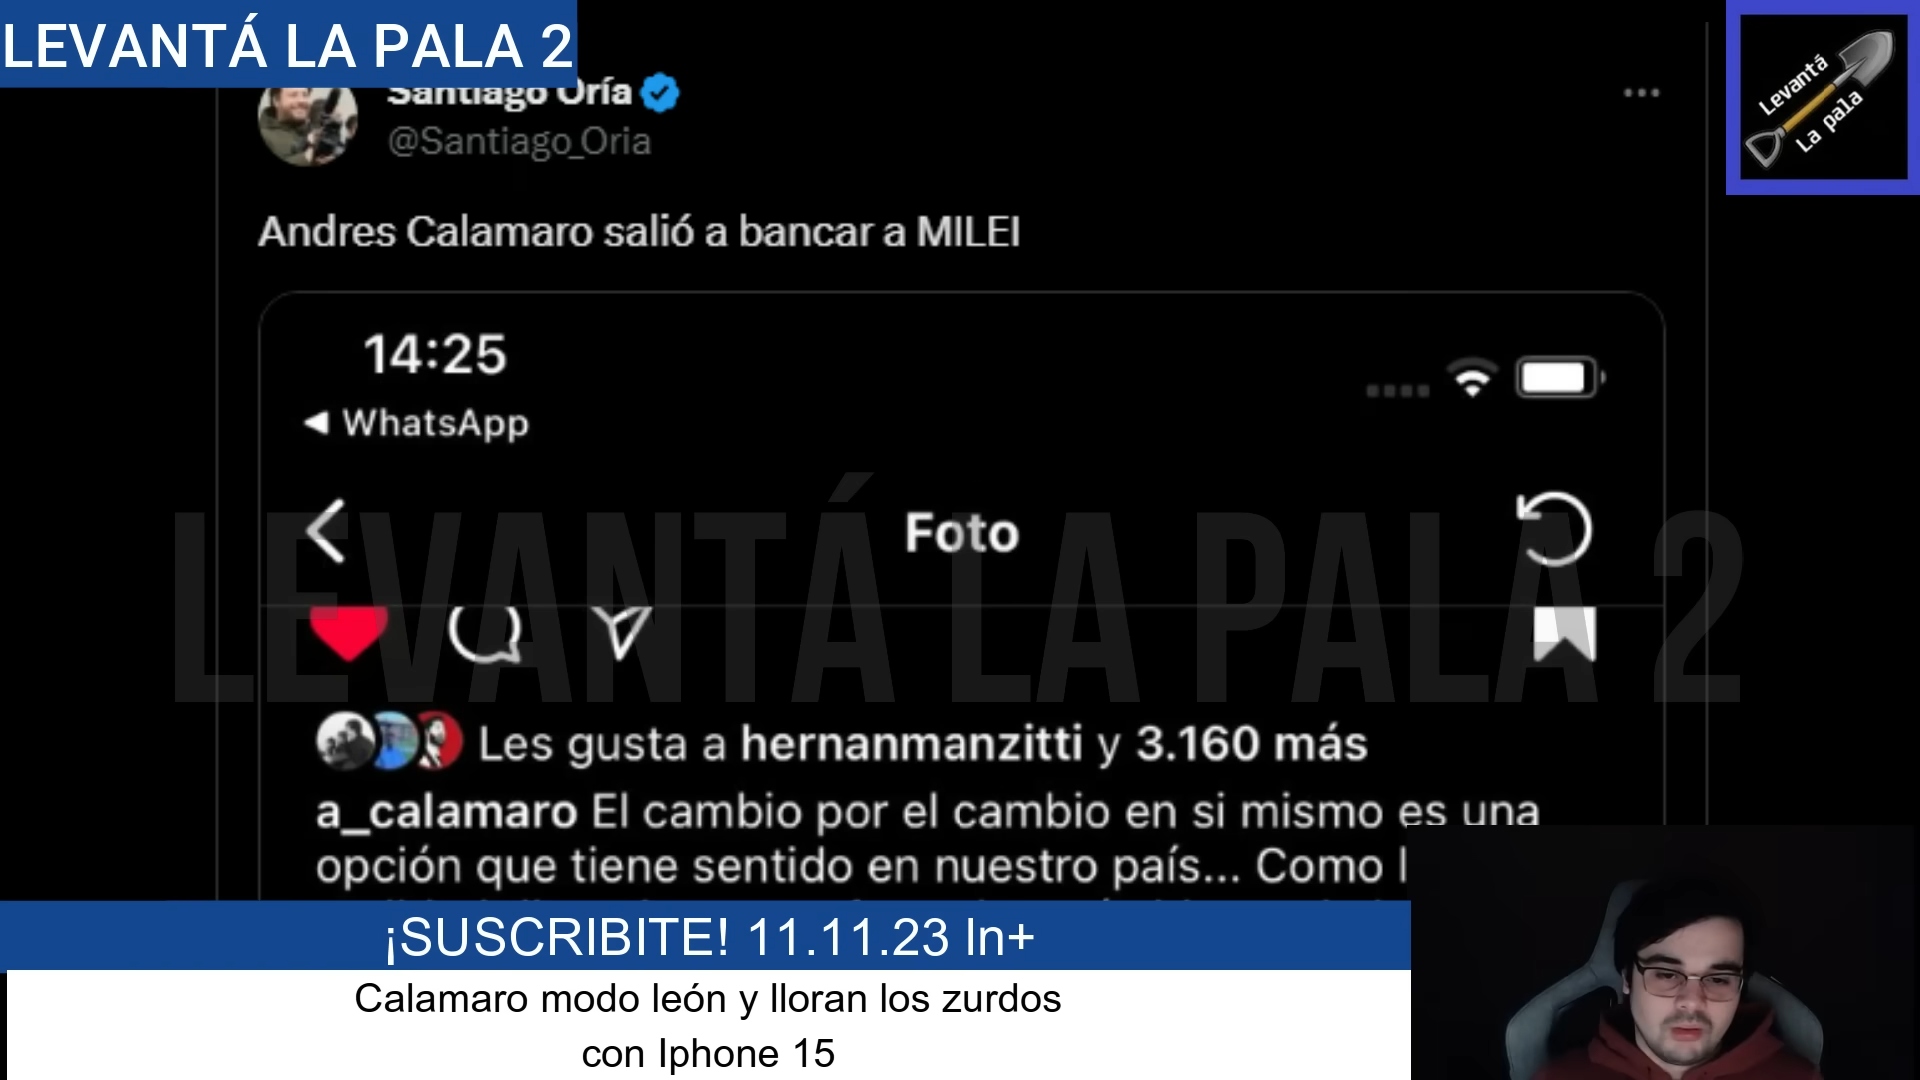 LEVANTÁ LA PALA 2
Levantá
La pala
Santiago Oría
@Santiago_Oria
Andres Calamaro salió a bancar a MILEI
14:25
WhatsApp
Foto
LEVANTÁ LA PALA 2
Les gusta a hernanmanzitti y 3.160 más
a_calamaro El cambio por el cambio en si mismo es una
opción que tiene sentido en nuestro país... Como
¡SUSCRIBITE! 11.11.23 ln+
Calamaro modo león y lloran los zurdos
con Iphone 15